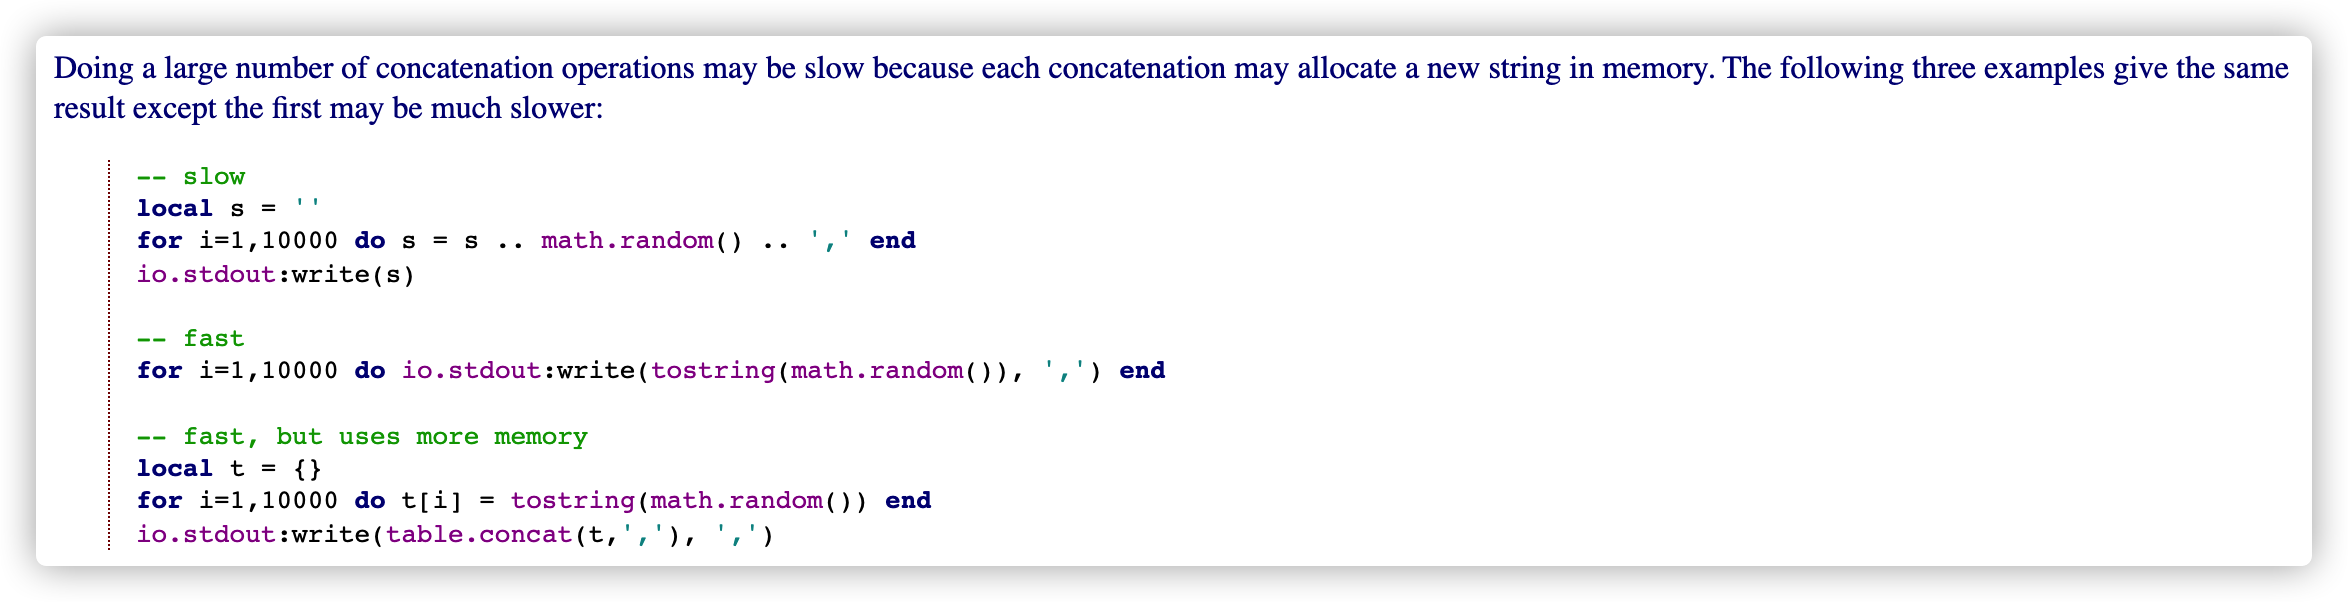 Doing a large number of concatenation operations may be slow because each concatenation may allocate a new string in memory. The following three examples give the same
result except the first may be much slower:
-- slow
local s = ''
for i=1,10000 do s = s .. math.random() .. ',' end
io.stdout:write(s)
-- fast
for i=1,10000 do io.stdout:write(tostring(math.random()), ',') end
-- fast, but uses more memory
local t = {}
for i=1,10000 do t[i] = tostring(math.random()) end
io.stdout:write(table.concat(t,','), ',')